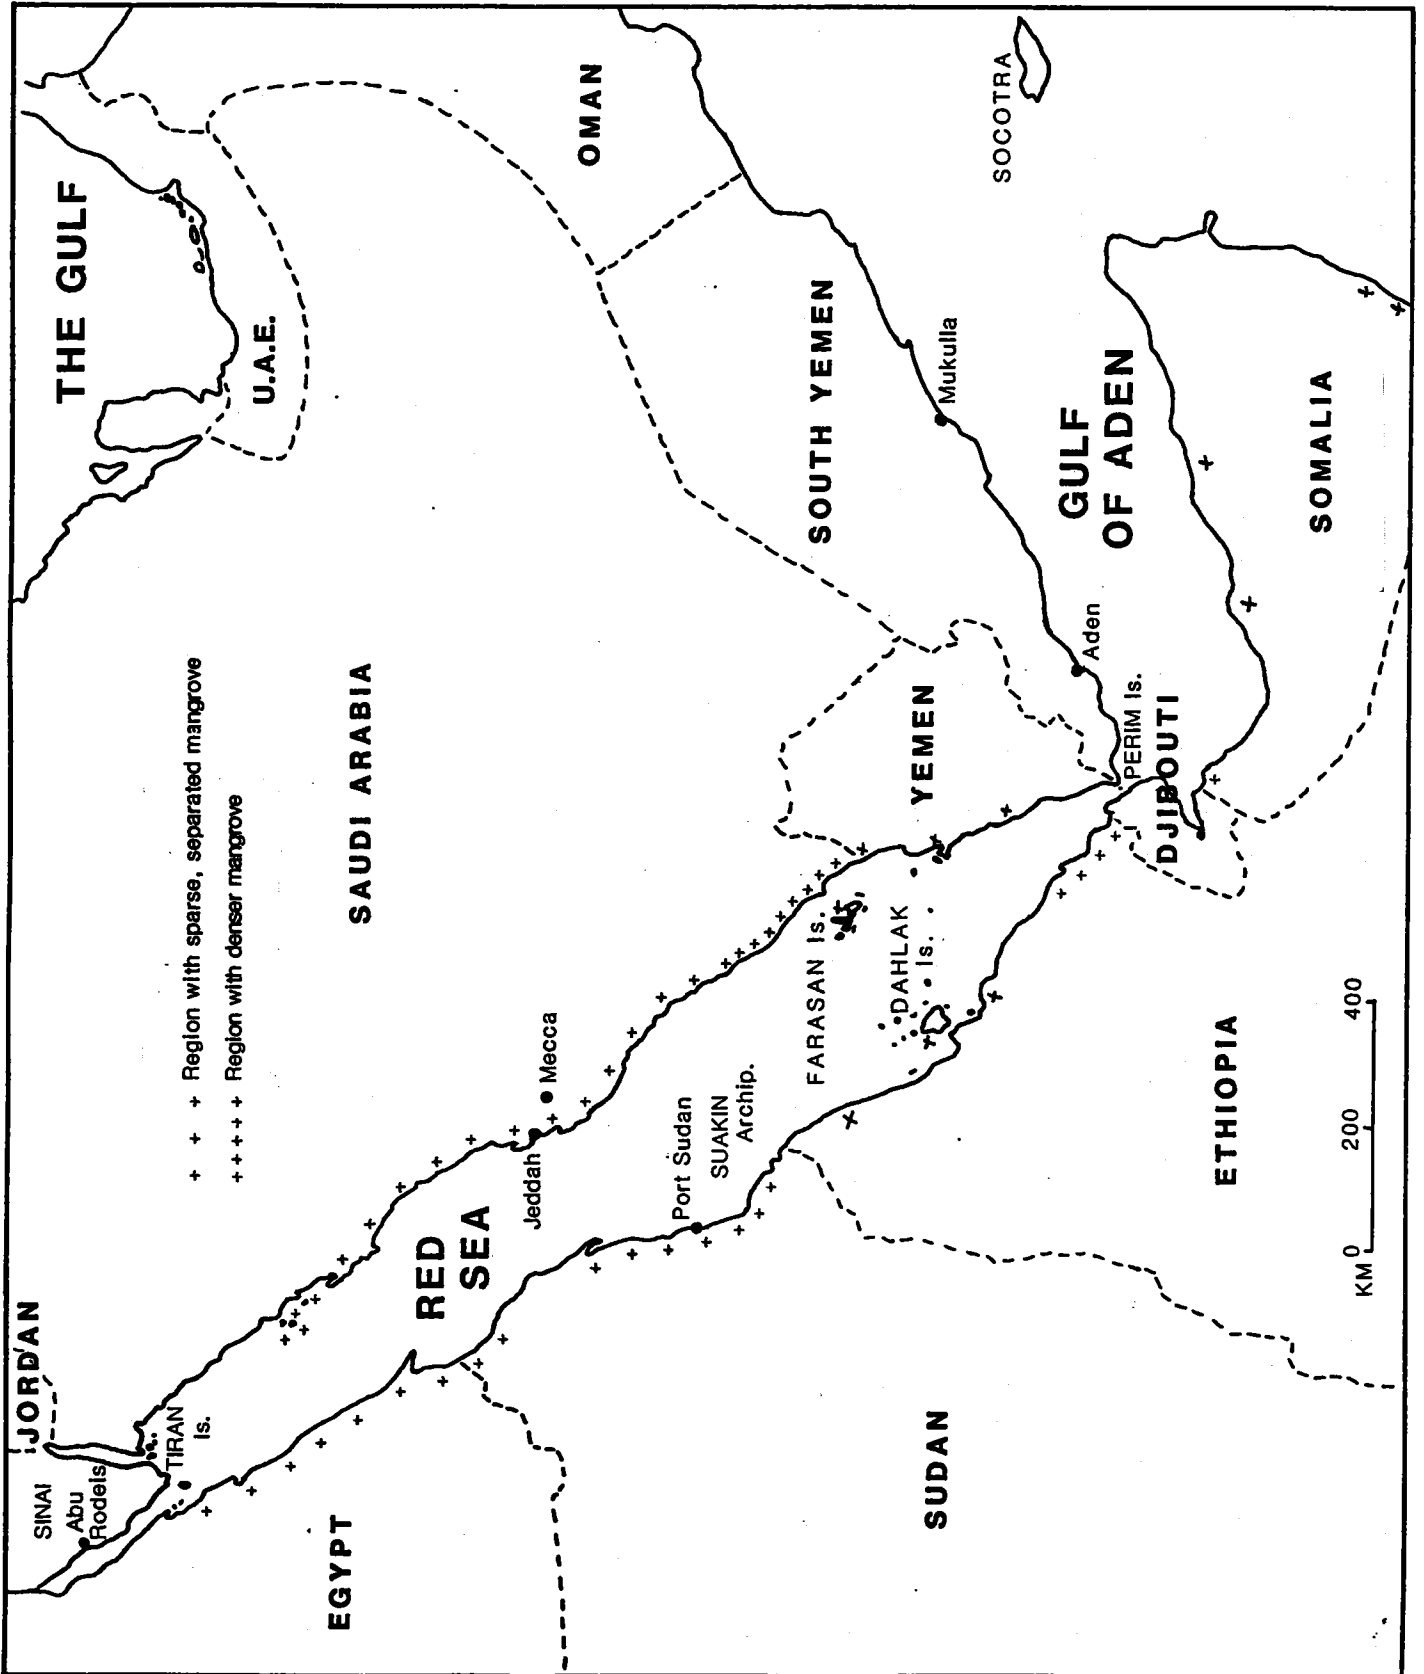 JORDAN
SINAI
Abu
Rodeis
TIRAN
Is.
EGYPT
THE GULF
U.A.E.
OMAN
+ + + Region with sparse, separated mangrove
++++ Region with denser mangrove
SAUDI ARABIA
RED
SEA
Jeddah
Mecca
Port Sudan
SUAKIN
Archip.
FARASAN Is.
DAHLAK
Is.
YEMEN
SOUTH YEMEN
Mukulla
Aden
PERIM Is.
DJIBOUTI
GULF
OF ADEN
SOCOTRA
SOMALIA
ETHIOPIA
SUDAN
KM 0 200 400